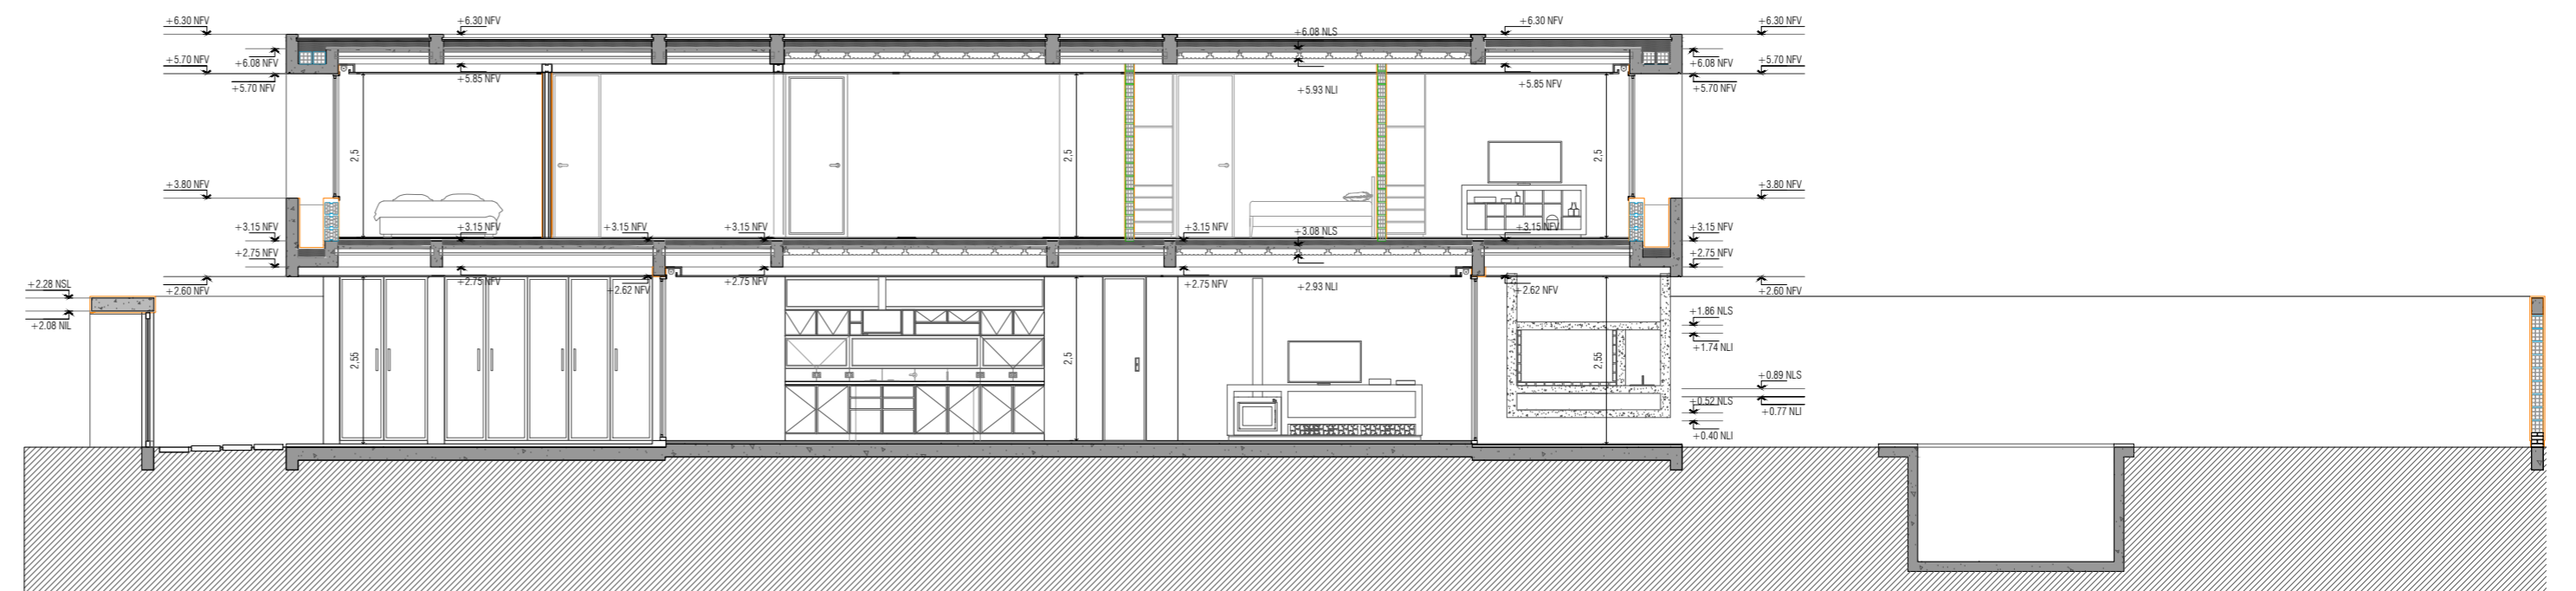 +6.30 NFV
+6.30 NFV
+6.08 NLS
+6.30 NFV
+6.30 NFV
+5.70 NFV
+6.08 NFV
+5.85 NFV
+5.70 NFV
+5.93 NLI
+5.85 NFV
+6.08 NFV
+5.70 NFV
+5.70 NFV
2,5
2,5
2,5
+3.80 NFV
+3.80 NFV
+3.15 NFV
+3.15 NFV
+3.15 NFV
+3.15 NFV
+3.15 NFV
+3.08 NLS
+3.15 NFV
+3.15 NFV
+2.75 NFV
+2.75 NFV
+2.60 NFV
+2.75 NFV
+2.62 NFV
+2.75 NFV
+2.75 NFV
+2.93 NLI
+2.62 NFV
+2.60 NFV
+2.28 NSL
+2.08 NIL
2,55
2,5
2,55
+1.86 NLS
+1.74 NLI
+0.89 NLS
+0.77 NLI
+0.52 NLS
+0.40 NLI